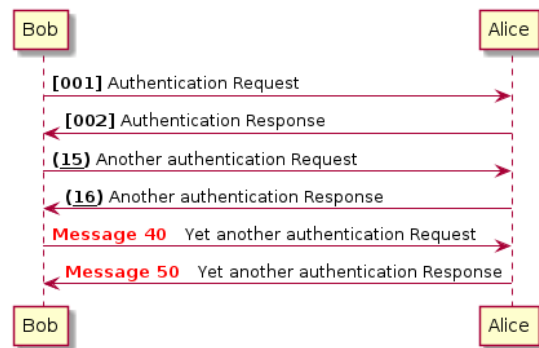 Bob Alice
[001] Authentication Request
[002] Authentication Response
(15) Another authentication Request
(16) Another authentication Response
Message 40 Yet another authentication Request
Message 50 Yet another authentication Response
Bob Alice